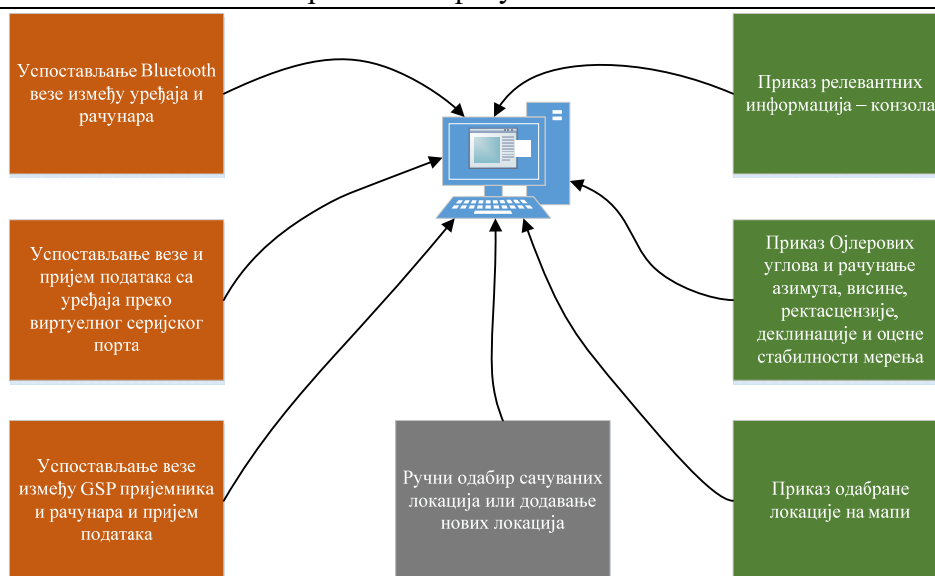 Успостављање Bluetooth
везе између уређаја и
рачунара
Приказ релевантних
информација – конзола
Успостављање везе и
пријем података са
уређаја преко
виртуелног серијског
порта
Приказ Ојлерових
углова и рачунање
азимута, висине,
ректасцензије,
деклинације и оцене
стабилности мерења
Успостављање везе
између GSP пријемника
и рачунара и пријем
података
Ручни одабир сачуваних
локација или додавање
нових локација
Приказ одабране
локације на мапи